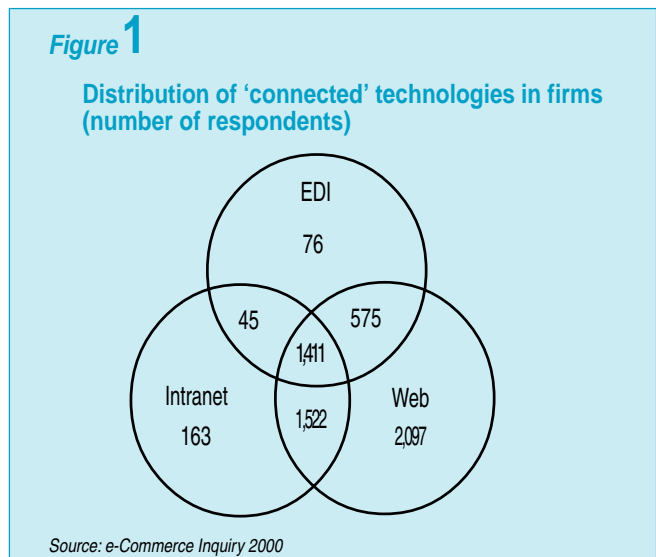 Figure 1
Distribution of ‘connected’ technologies in firms
(number of respondents)
EDI
76
45
575
1,411
Intranet
163
1,522
Web
2,097
Source: e-Commerce Inquiry 2000